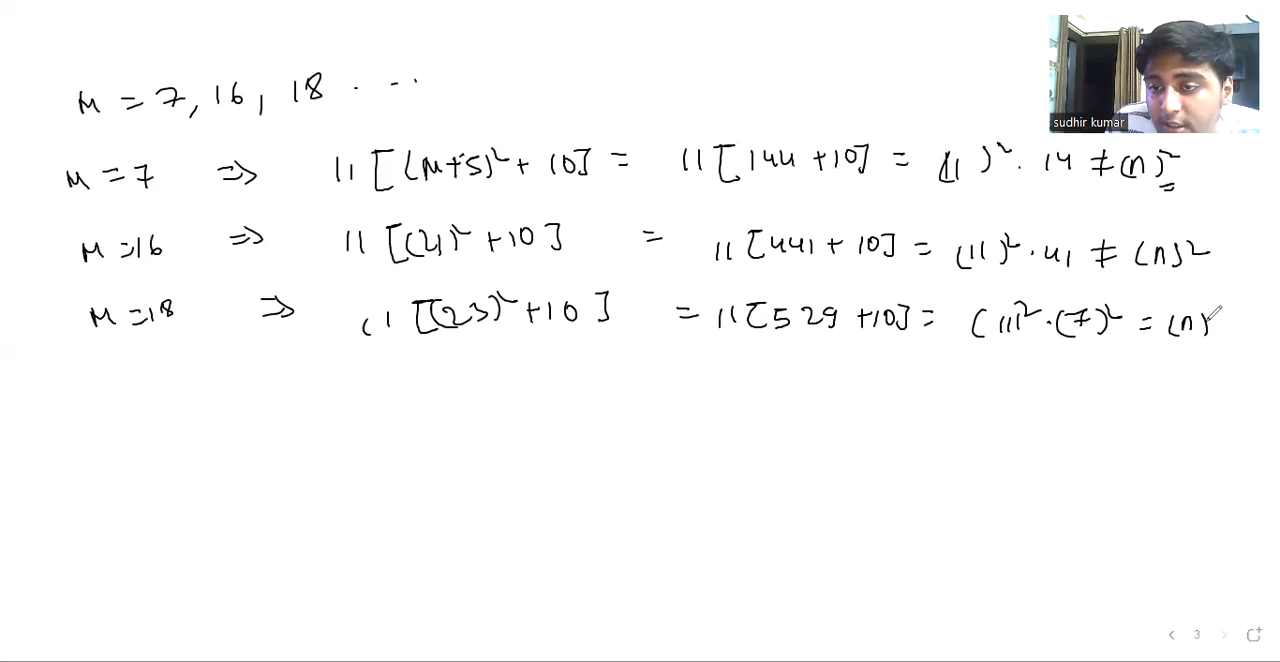 M = 7, 16, 18 . - . .
sudhir kumar
M = 7 ⇒ 11 [(M+5)² + 10] = 11 [144 + 10] = (11)² . 14 ≠ (n)²
M = 16 ⇒ 11 [(21)² + 10] = 11 [441 + 10] = (11)² . 41 ≠ (n)²
M = 18 ⇒ 11 [(23)² + 10] = 11 [529 + 10] = (11)² . (7)² = (n)
3